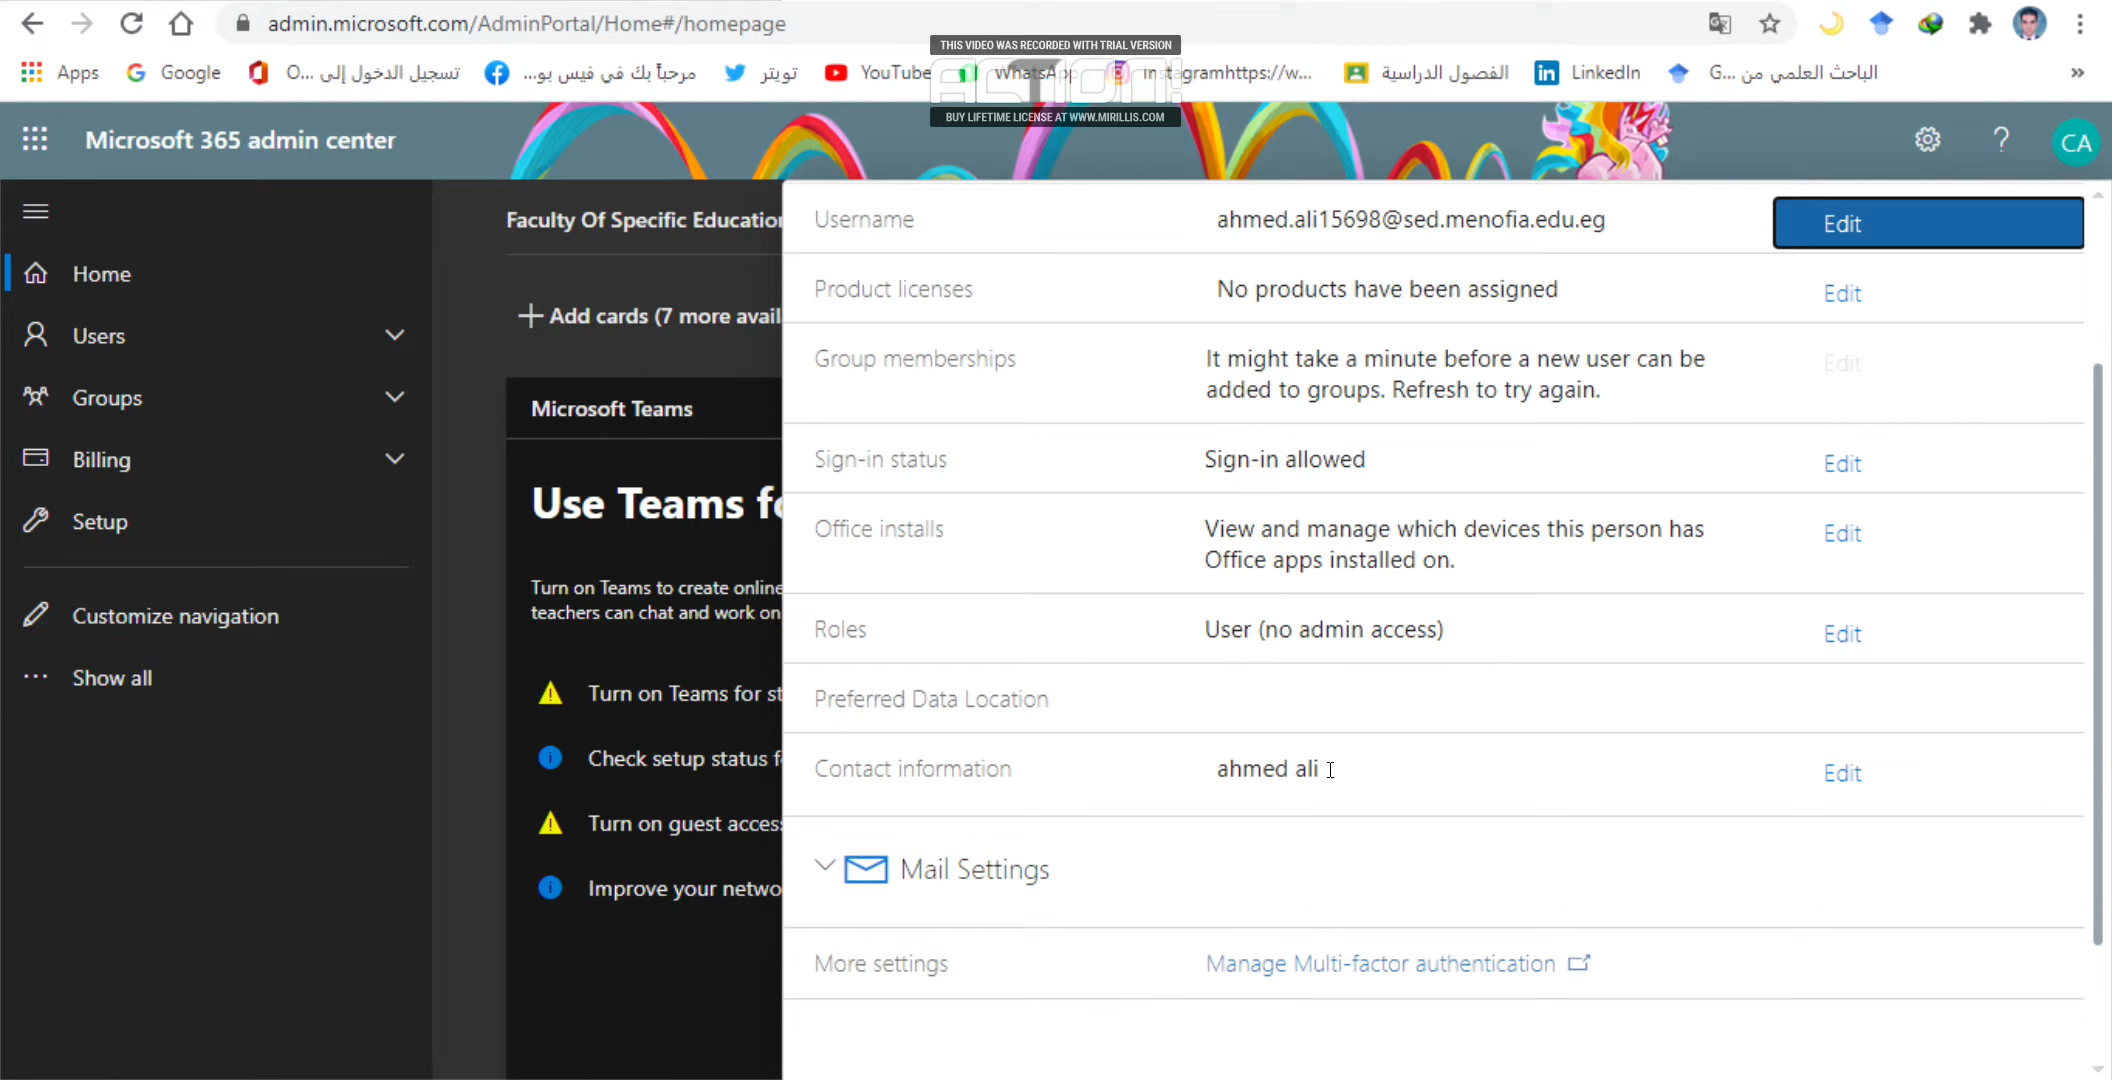 admin.microsoft.com/AdminPortal/Home#/homepage
THIS VIDEO WAS RECORDED WITH TRIAL VERSION
Apps
Google
تسجيل الدخول إلى O...
مرحباً بك في فيس بو...
تويتر
YouTube
WhatsApp
Instagramhttps://w...
الفصول الدراسية
LinkedIn
الباحث العلمي من G...
»
ACTION!
BUY LIFETIME LICENSE AT WWW.MIRILLIS.COM
Microsoft 365 admin center
?
CA
Home
Users
Groups
Billing
Setup
Customize navigation
Show all
Faculty Of Specific Education
Add cards (7 more avail
Microsoft Teams
Use Teams fo
Turn on Teams to create online
teachers can chat and work on
Turn on Teams for st
Check setup status f
Turn on guest access
Improve your netwo
Username
ahmed.ali15698@sed.menofia.edu.eg
Edit
Product licenses
No products have been assigned
Edit
Group memberships
It might take a minute before a new user can be
added to groups. Refresh to try again.
Edit
Sign-in status
Sign-in allowed
Edit
Office installs
View and manage which devices this person has
Office apps installed on.
Edit
Roles
User (no admin access)
Edit
Preferred Data Location
Contact information
ahmed ali
Edit
Mail Settings
More settings
Manage Multi-factor authentication